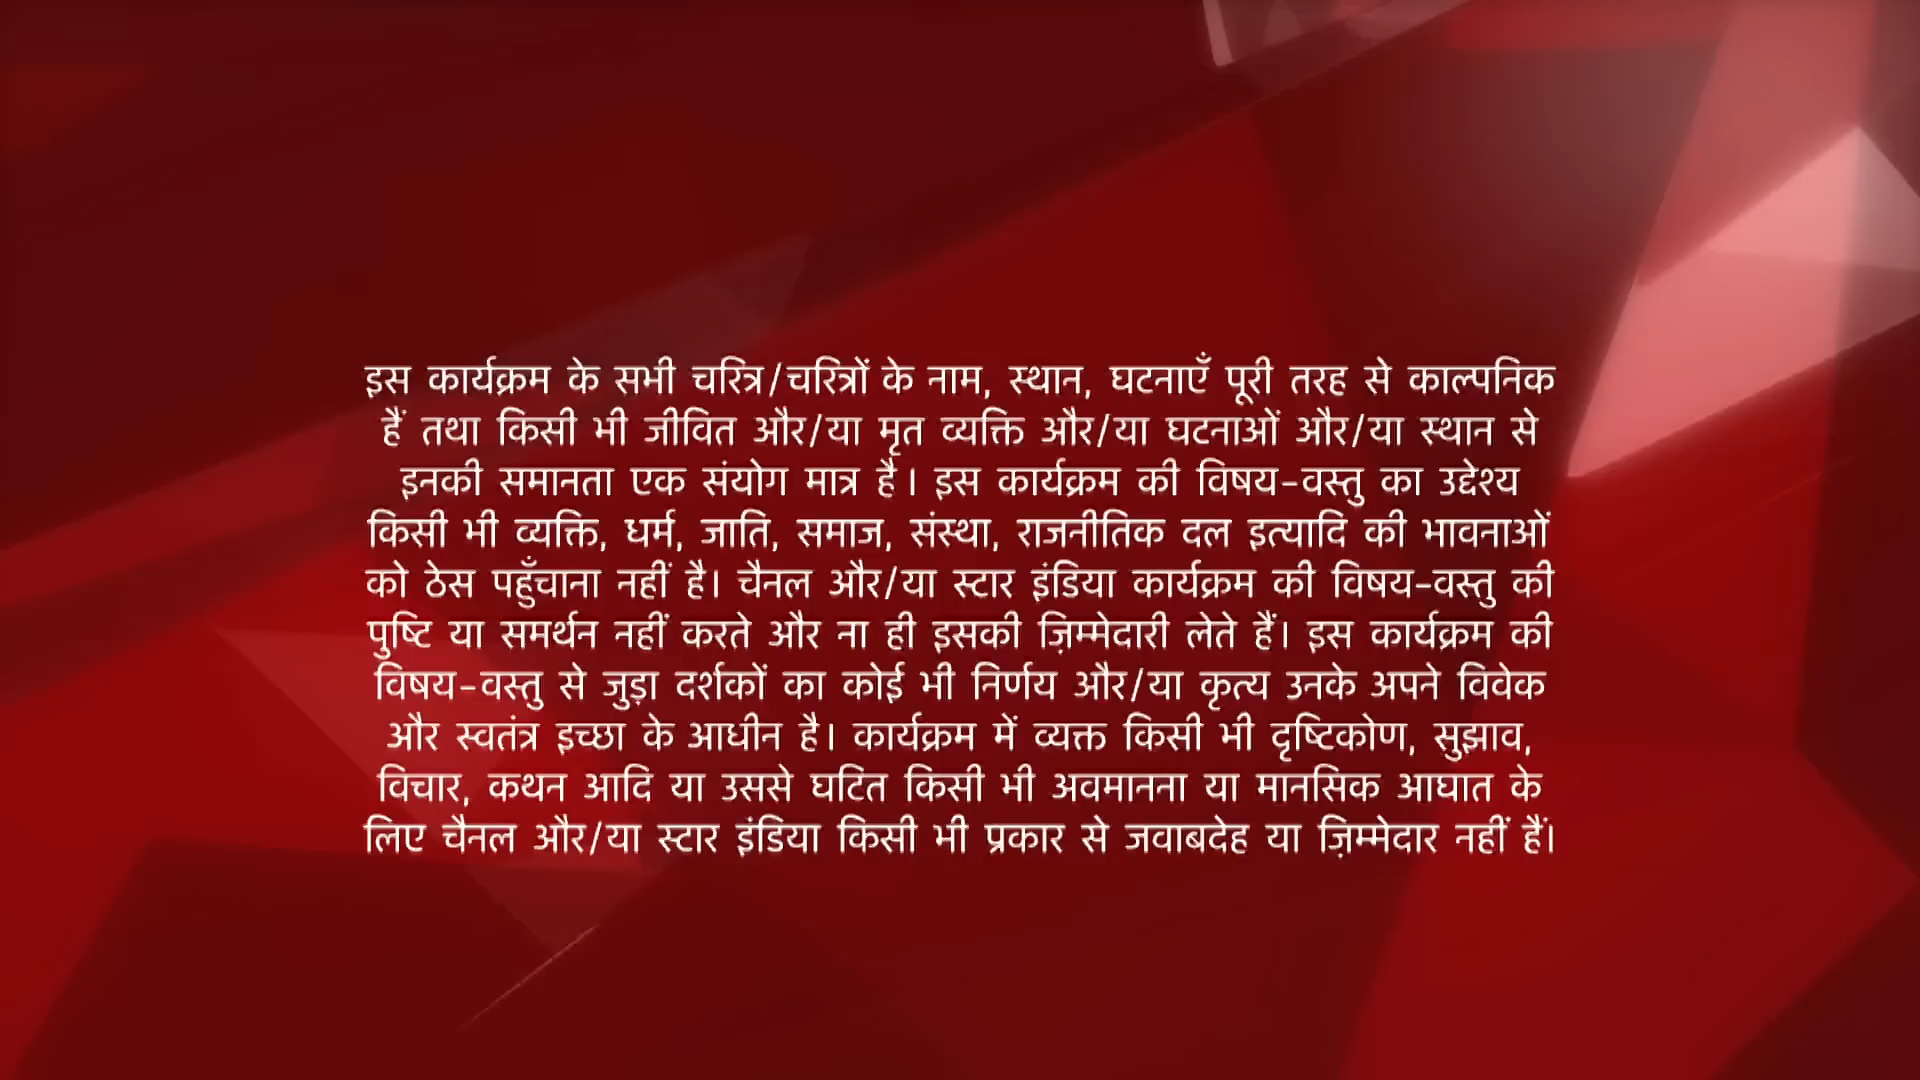 इस कार्यक्रम के सभी चरित्र/चरित्रों के नाम, स्थान, घटनाएँ पूरी तरह से काल्पनिक
हैं तथा किसी भी जीवित और/या मृत व्यक्ति और/या घटनाओं और/या स्थान से
इनकी समानता एक संयोग मात्र है। इस कार्यक्रम की विषय-वस्तु का उद्देश्य
किसी भी व्यक्ति, धर्म, जाति, समाज, संस्था, राजनीतिक दल इत्यादि की भावनाओं
को ठेस पहुँचाना नहीं है। चैनल और/या स्टार इंडिया कार्यक्रम की विषय-वस्तु की
पुष्टि या समर्थन नहीं करते और ना ही इसकी ज़िम्मेदारी लेते हैं। इस कार्यक्रम की
विषय-वस्तु से जुड़ा दर्शकों का कोई भी निर्णय और/या कृत्य उनके अपने विवेक
और स्वतंत्र इच्छा के आधीन है। कार्यक्रम में व्यक्त किसी भी दृष्टिकोण, सुझाव,
विचार, कथन आदि या उससे घटित किसी भी अवमानना या मानसिक आघात के
लिए चैनल और/या स्टार इंडिया किसी भी प्रकार से जवाबदेह या ज़िम्मेदार नहीं हैं।